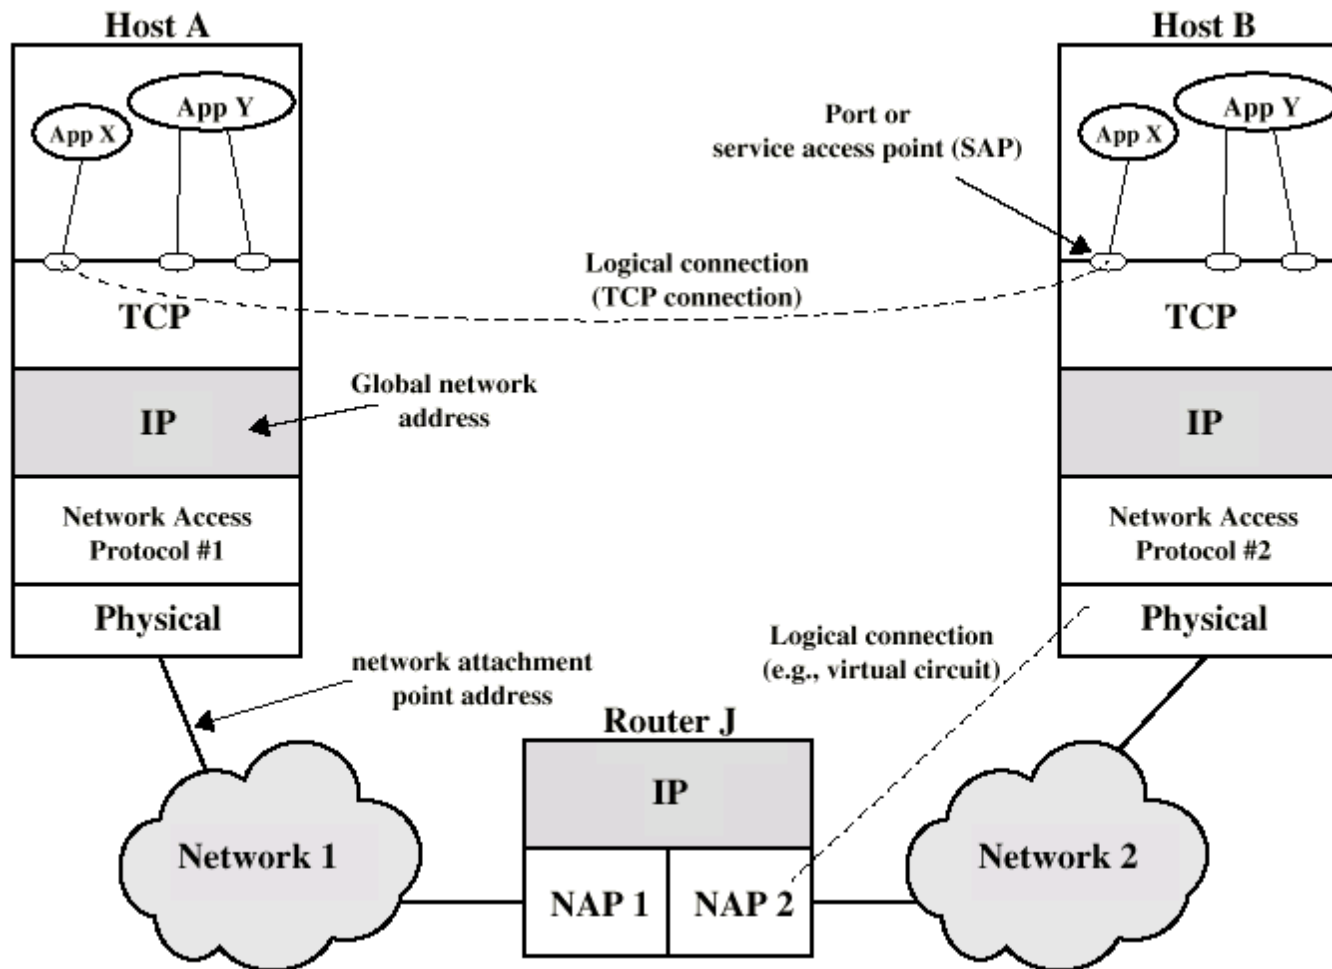 Host A
App X
App Y
TCP
IP
Network Access
Protocol #1
Physical
Port or
service access point (SAP)
Logical connection
(TCP connection)
Global network
address
network attachment
point address
Host B
App X
App Y
TCP
IP
Network Access
Protocol #2
Physical
Logical connection
(e.g., virtual circuit)
Router J
IP
NAP 1
NAP 2
Network 1
Network 2